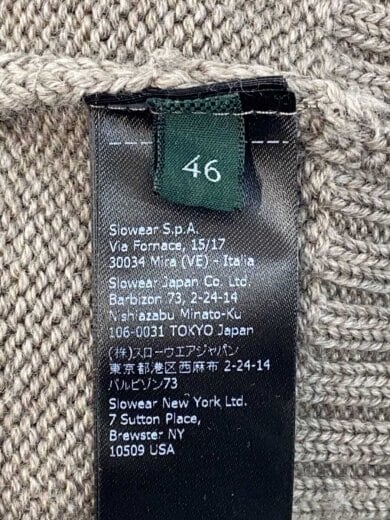 46
Slowear S.p.A.
Via Fornace, 15/17
30034 Mira (VE) - Italia
Slowear Japan Co. Ltd.
Barbizon 73, 2-24-14
Nishiazabu Minato-Ku
106-0031 TOKYO Japan
(株)スローウエアジャパン
東京都港区西麻布 2-24-14
バルビゾン73
Slowear New York Ltd.
7 Sutton Place,
Brewster NY
10509 USA